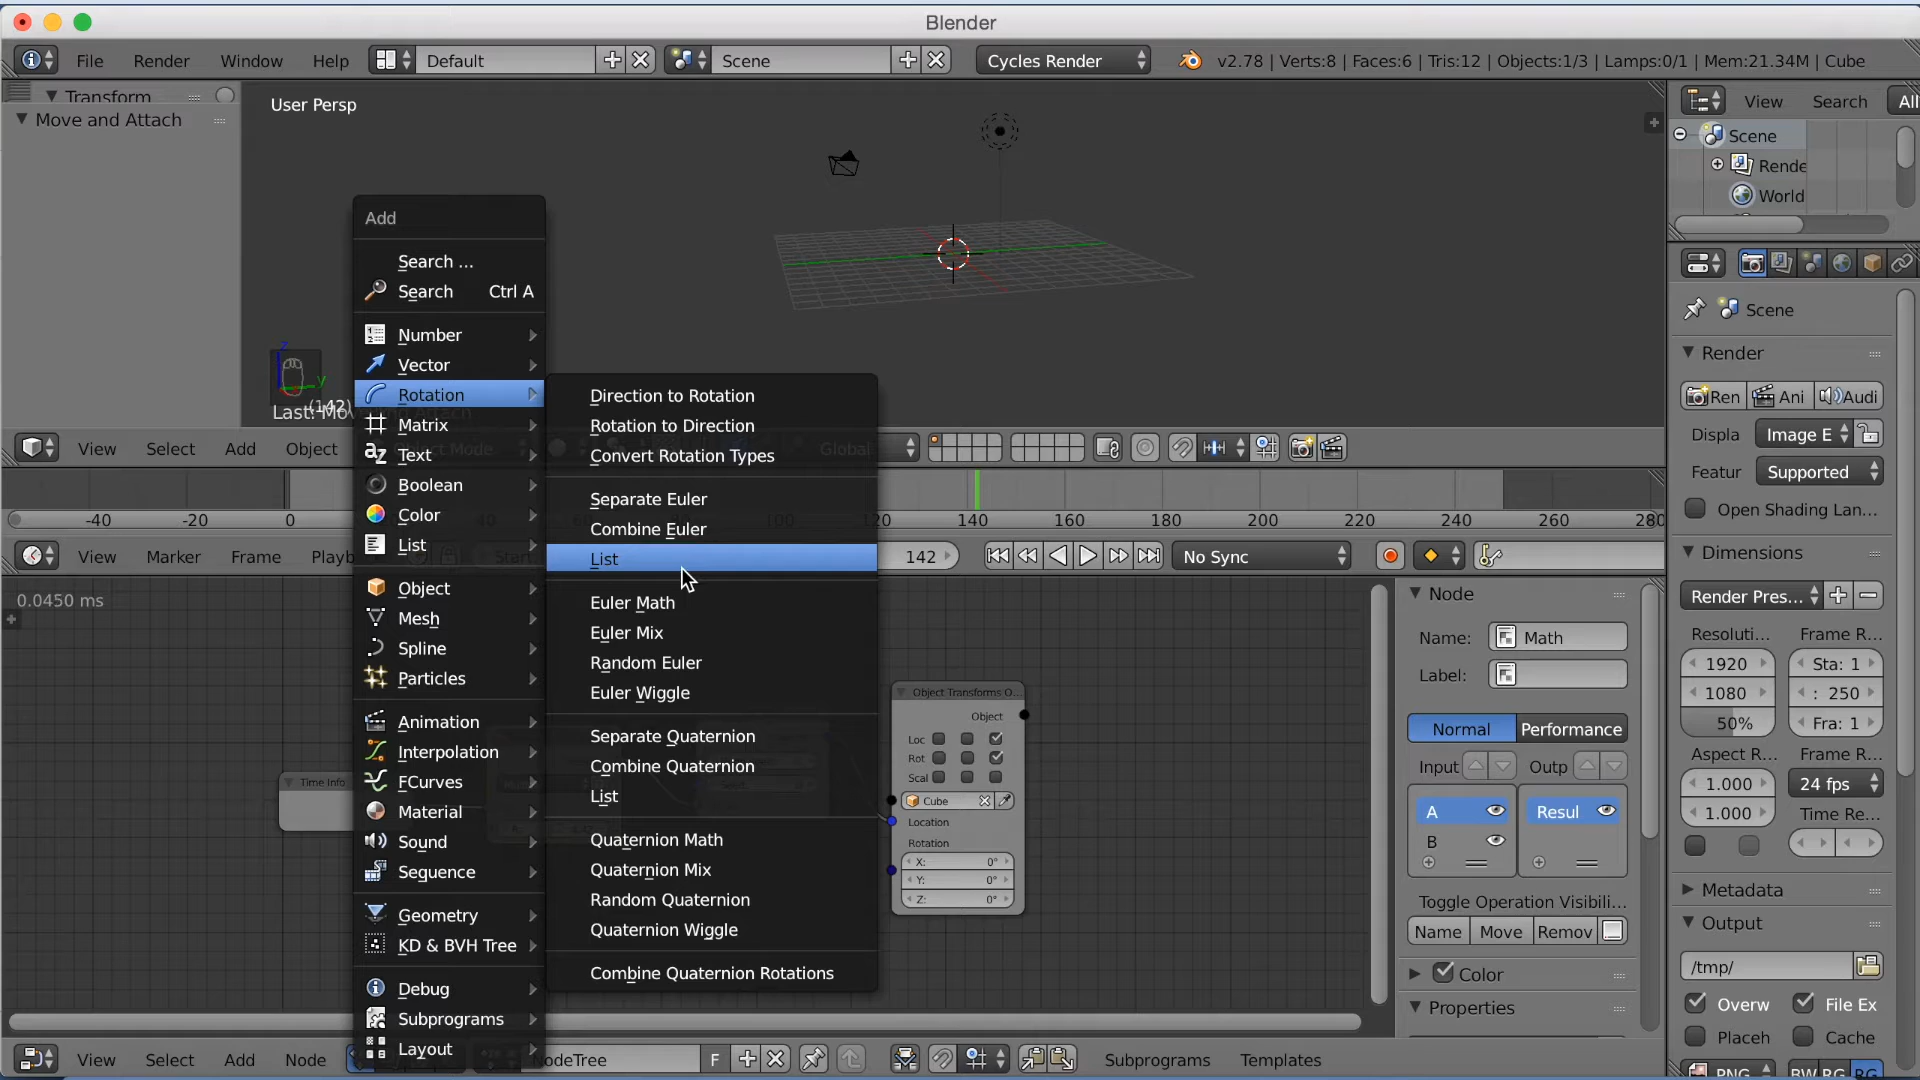 Blender
File Render Window Help Default Scene Cycles Render v2.78 | Verts:8 | Faces:6 | Tris:12 | Objects:1/3 | Lamps:0/1 | Mem:21.34M | Cube
Transform
Move and Attach
User Persp
(142)
Add
Search ...
Search Ctrl A
Number
Vector
Rotation
Matrix
Text
Boolean
Color
List
Object
Mesh
Spline
Particles
Animation
Interpolation
FCurves
Material
Sound
Sequence
Geometry
KD & BVH Tree
Debug
Subprograms
Layout
Direction to Rotation
Rotation to Direction
Convert Rotation Types
Separate Euler
Combine Euler
List
Euler Math
Euler Mix
Random Euler
Euler Wiggle
Separate Quaternion
Combine Quaternion
List
Quaternion Math
Quaternion Mix
Random Quaternion
Quaternion Wiggle
Combine Quaternion Rotations
View Select Add Object Global
-40 -20 0 120 140 160 180 200 220 240 260 280
View Marker Frame Playb 142 No Sync
0.0450 ms
Time Info
Object Transforms O...
Object
Loc
Rot
Scal
Cube
Location
Rotation
X: 0°
Y: 0°
Z: 0°
Node
Name: Math
Label:
Normal Performance
Input Outp
A Resul
B
Toggle Operation Visibili...
Name Move Remov
Color
Properties
View Select Add Node NodeTree F Subprograms Templates
View Search All
Scene
Rende
World
Scene
Render
Ren Ani Audi
Displa Image E
Featur Supported
Open Shading Lan...
Dimensions
Render Pres...
Resoluti... Frame R...
1920 Sta: 1
1080 : 250
50% Fra: 1
Aspect R... Frame R...
1.000 24 fps
1.000 Time Re...
Metadata
Output
/tmp/
Overw File Ex
Placeh Cache
PNG BW RG RG